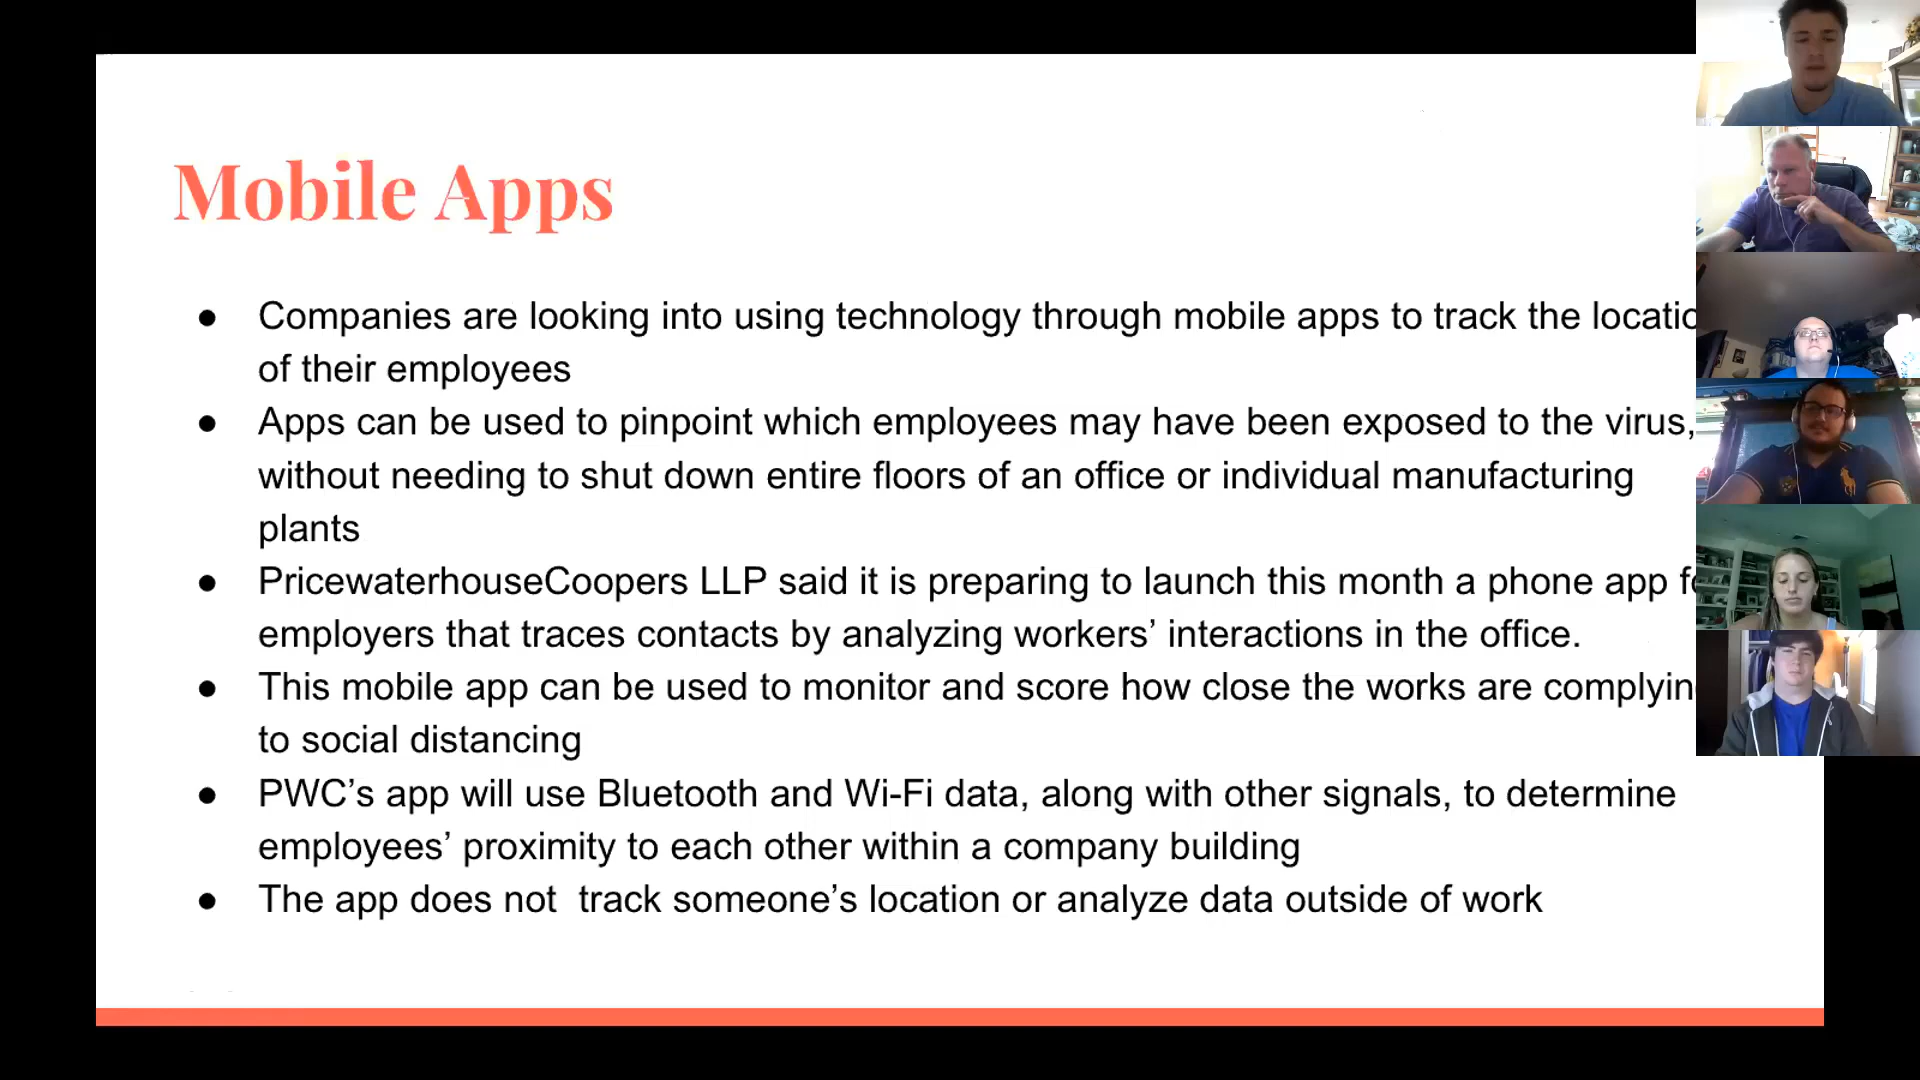 Mobile Apps
● Companies are looking into using technology through mobile apps to track the
of their employees
● Apps can be used to pinpoint which employees may have been exposed to the virus,
without needing to shut down entire floors of an office or individual manufacturing
plants
● PricewaterhouseCoopers LLP said it is preparing to launch this month a phone app
employers that traces contacts by analyzing workers’ interactions in the office.
● This mobile app can be used to monitor and score how close the works are
to social distancing
● PWC’s app will use Bluetooth and Wi-Fi data, along with other signals, to determine
employees’ proximity to each other within a company building
● The app does not  track someone’s location or analyze data outside of work